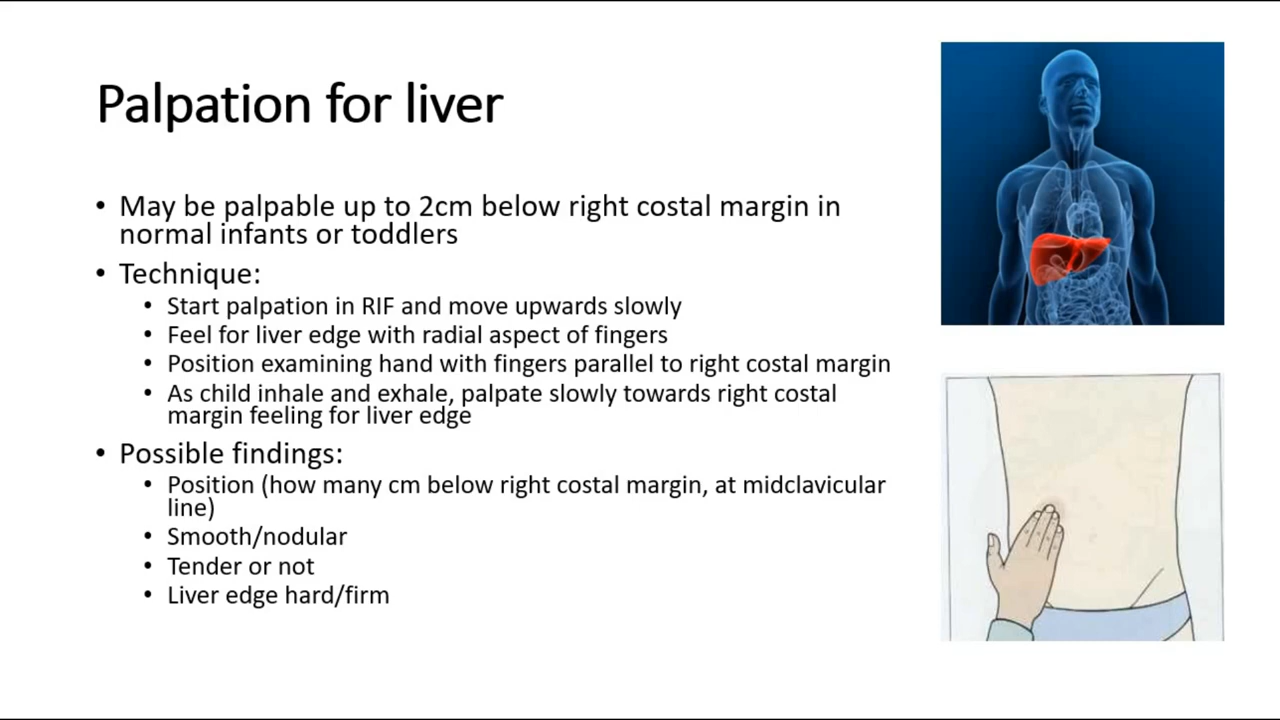 Palpation for liver
• May be palpable up to 2cm below right costal margin in
normal infants or toddlers
• Technique:
• Start palpation in RIF and move upwards slowly
• Feel for liver edge with radial aspect of fingers
• Position examining hand with fingers parallel to right costal margin
• As child inhale and exhale, palpate slowly towards right costal
margin feeling for liver edge
• Possible findings:
• Position (how many cm below right costal margin, at midclavicular
line)
• Smooth/nodular
• Tender or not
• Liver edge hard/firm